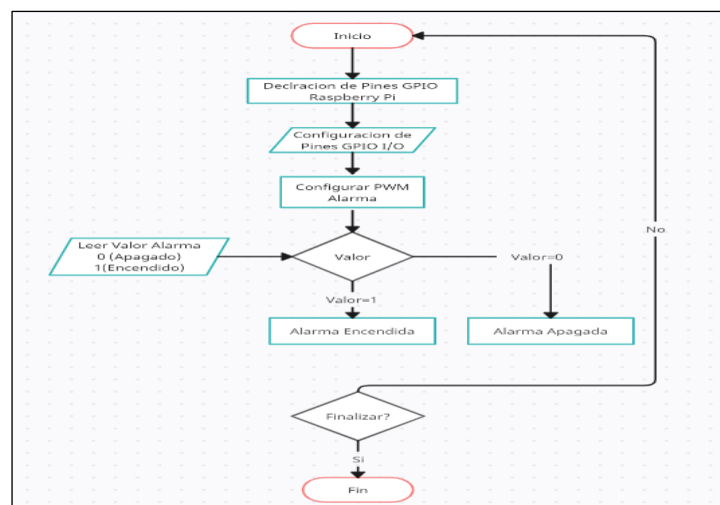 Inicio
Declracion de Pines GPIO
Raspberry Pi
Configuracion de
Pines GPIO I/O
Configurar PWM
Alarma
No
Leer Valor Alarma
0 (Apagado)
1(Encendido)
Valor
Valor=0
Valor=1
Alarma Encendida
Alarma Apagada
Finalizar?
Si
Fin